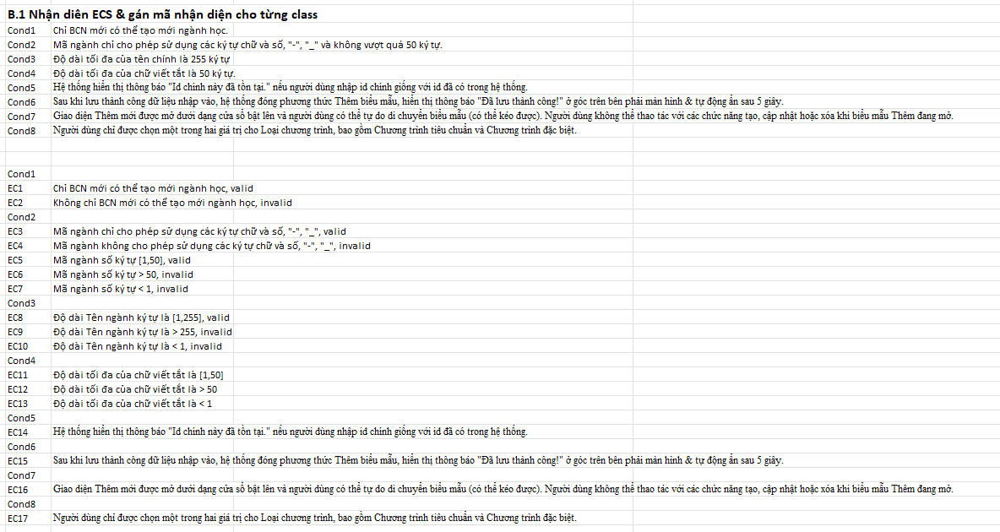 B.1 Nhận diên ECS & gán mã nhận diện cho từng class
Cond1 Chỉ BCN mới có thể tạo mới ngành học.
Cond2 Mã ngành chỉ cho phép sử dụng các ký tự chữ và số, "-", "_" và không vượt quá 50 ký tự.
Cond3 Độ dài tối đa của tên chính là 255 ký tự
Cond4 Độ dài tối đa của chữ viết tắt là 50 ký tự.
Cond5 Hệ thống hiển thị thông báo "Id chính này đã tồn tại." nếu người dùng nhập id chính giống với id đã có trong hệ thống.
Cond6 Sau khi lưu thành công dữ liệu nhập vào, hệ thống đóng phương thức Thêm biểu mẫu, hiển thị thông báo "Đã lưu thành công!" ở góc trên bên phải màn hình & tự động ẩn sau 5 giây.
Cond7 Giao diện Thêm mới được mở dưới dạng cửa sổ bật lên và người dùng có thể tự do di chuyển biểu mẫu (có thể kéo được). Người dùng không thể thao tác với các chức năng tạo, cập nhật hoặc xóa khi biểu mẫu Thêm đang mở.
Cond8 Người dùng chỉ được chọn một trong hai giá trị cho Loại chương trình, bao gồm Chương trình tiêu chuẩn và Chương trình đặc biệt.
Cond1
EC1 Chỉ BCN mới có thể tạo mới ngành học, valid
EC2 Không chỉ BCN mới có thể tạo mới ngành học, invalid
Cond2
EC3 Mã ngành chỉ cho phép sử dụng các ký tự chữ và số, "-", "_", valid
EC4 Mã ngành không cho phép sử dụng các ký tự chữ và số, "-", "_", invalid
EC5 Mã ngành số ký tự [1,50], valid
EC6 Mã ngành số ký tự > 50, invalid
EC7 Mã ngành số ký tự < 1, invalid
Cond3
EC8 Độ dài Tên ngành ký tự là [1,255], valid
EC9 Độ dài Tên ngành ký tự là > 255, invalid
EC10 Độ dài Tên ngành ký tự là < 1, invalid
Cond4
EC11 Độ dài tối đa của chữ viết tắt là [1,50]
EC12 Độ dài tối đa của chữ viết tắt là > 50
EC13 Độ dài tối đa của chữ viết tắt là < 1
Cond5
EC14 Hệ thống hiển thị thông báo "Id chính này đã tồn tại." nếu người dùng nhập id chính giống với id đã có trong hệ thống.
Cond6
EC15 Sau khi lưu thành công dữ liệu nhập vào, hệ thống đóng phương thức Thêm biểu mẫu, hiển thị thông báo "Đã lưu thành công!" ở góc trên bên phải màn hình & tự động ẩn sau 5 giây.
Cond7
EC16 Giao diện Thêm mới được mở dưới dạng cửa sổ bật lên và người dùng có thể tự do di chuyển biểu mẫu (có thể kéo được). Người dùng không thể thao tác với các chức năng tạo, cập nhật hoặc xóa khi biểu mẫu Thêm đang mở.
Cond8
EC17 Người dùng chỉ được chọn một trong hai giá trị cho Loại chương trình, bao gồm Chương trình tiêu chuẩn và Chương trình đặc biệt.